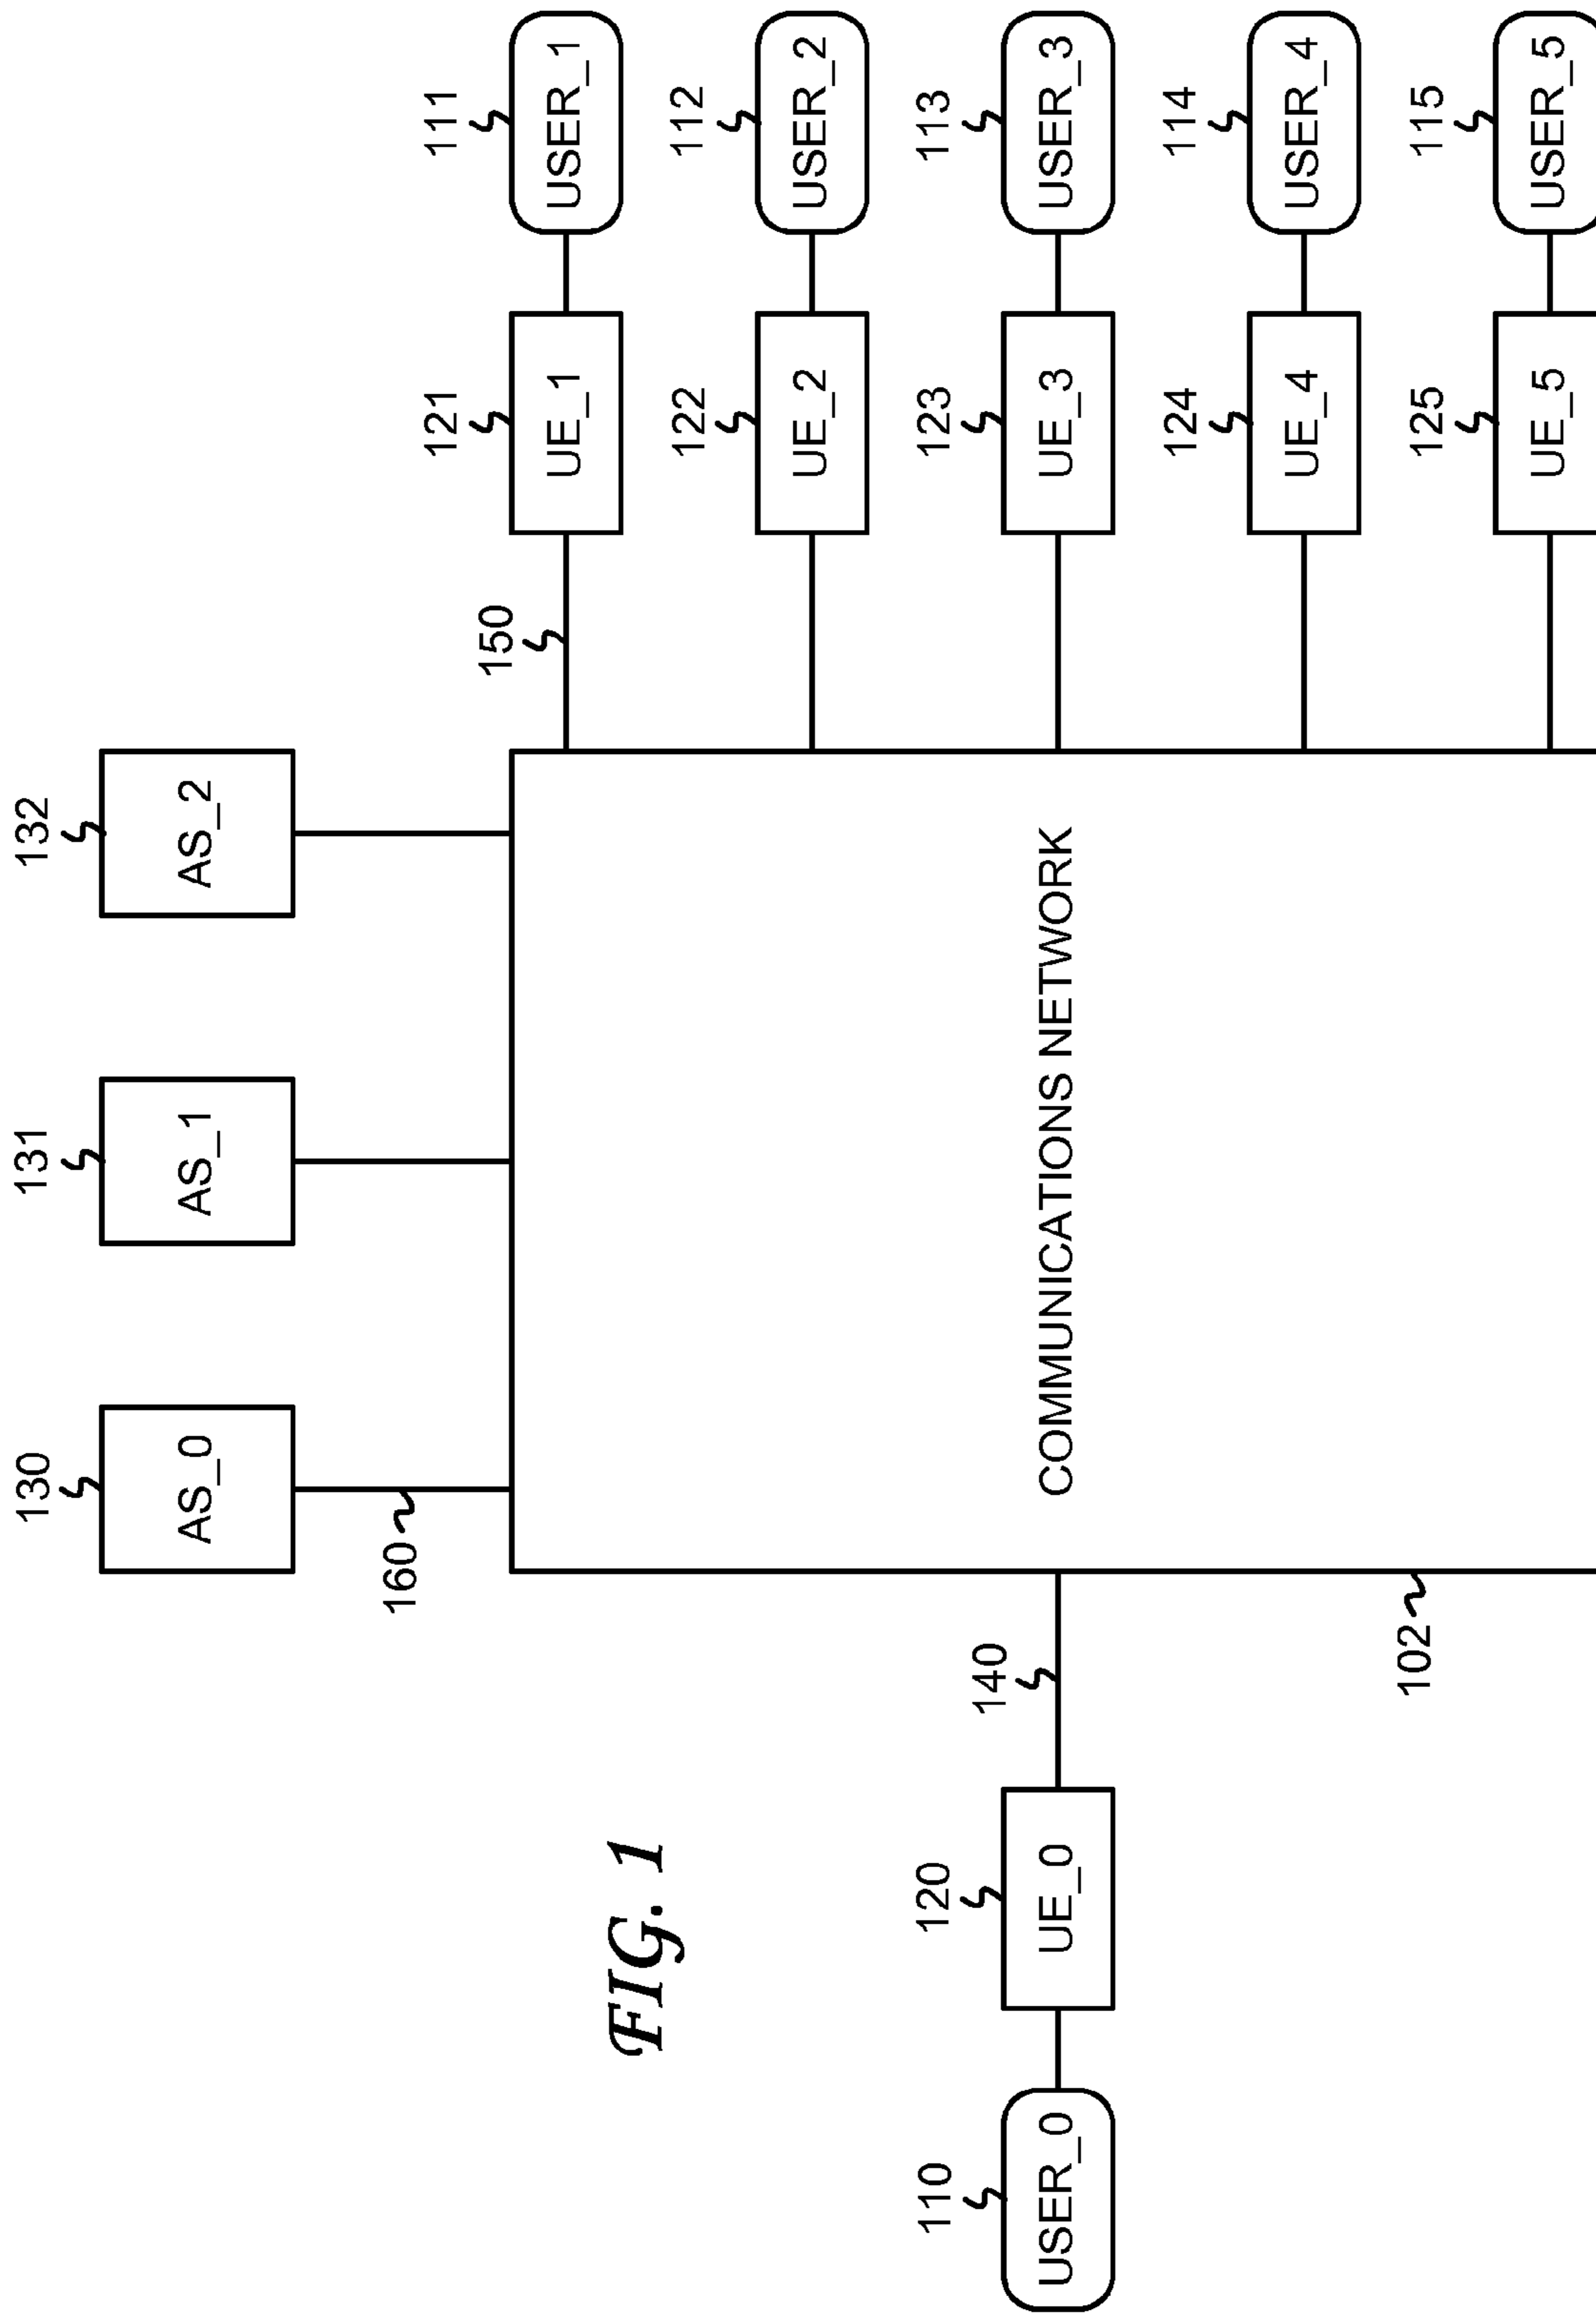 130
131
132
AS_0
AS_1
AS_2
160
121
111
150
UE_1
USER_1
FIG. 1
122
112
UE_2
USER_2
110
120
140
123
113
USER_0
UE_0
COMMUNICATIONS NETWORK
UE_3
USER_3
124
114
UE_4
USER_4
102
125
115
UE_5
USER_5